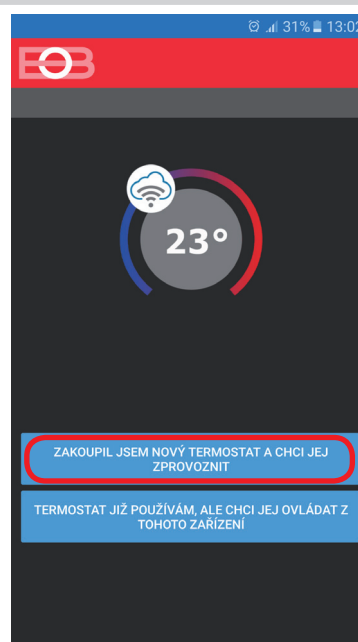 31% 13:02
EOB
23°
ZAKOUPIL JSEM NOVÝ TERMOSTAT A CHCI JEJ
ZPROVOZNIT
TERMOSTAT JIŽ POUŽÍVÁM, ALE CHCI JEJ OVLÁDAT Z
TOHOTO ZAŘÍZENÍ